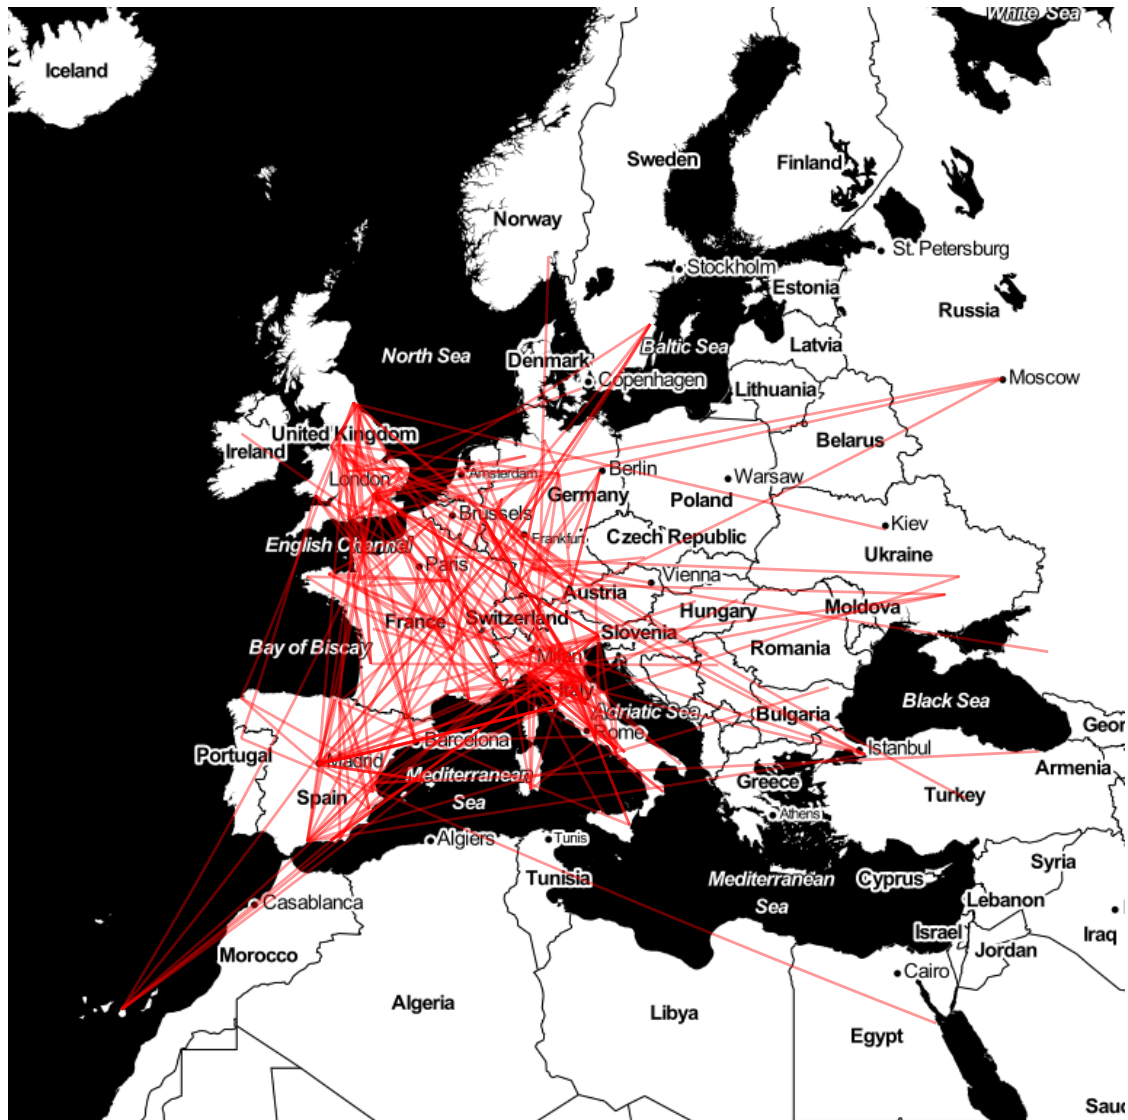 White Sea
Iceland
Sweden
Finland
Norway
St. Petersburg
Stockholm
Estonia
Russia
North Sea
Baltic Sea
Latvia
Denmark
Copenhagen
Moscow
Lithuania
United Kingdom
Belarus
Ireland
London
Amsterdam
Berlin
Warsaw
Germany
Poland
Brussels
Kiev
English Channel
Frankfurt
Czech Republic
Ukraine
Paris
Vienna
Austria
Hungary
Moldova
France
Switzerland
Slovenia
Bay of Biscay
Milan
Romania
Italy
Black Sea
Adriatic Sea
Bulgaria
Geor
Rome
Barcelona
Istanbul
Portugal
Madrid
Armenia
Mediterranean
Sea
Greece
Spain
Turkey
Athens
Algiers
Tunis
Syria
Tunisia
Mediterranean
Sea
Cyprus
Lebanon
Casablanca
Israel
Iraq
Jordan
Morocco
Cairo
Algeria
Libya
Egypt
Sauc